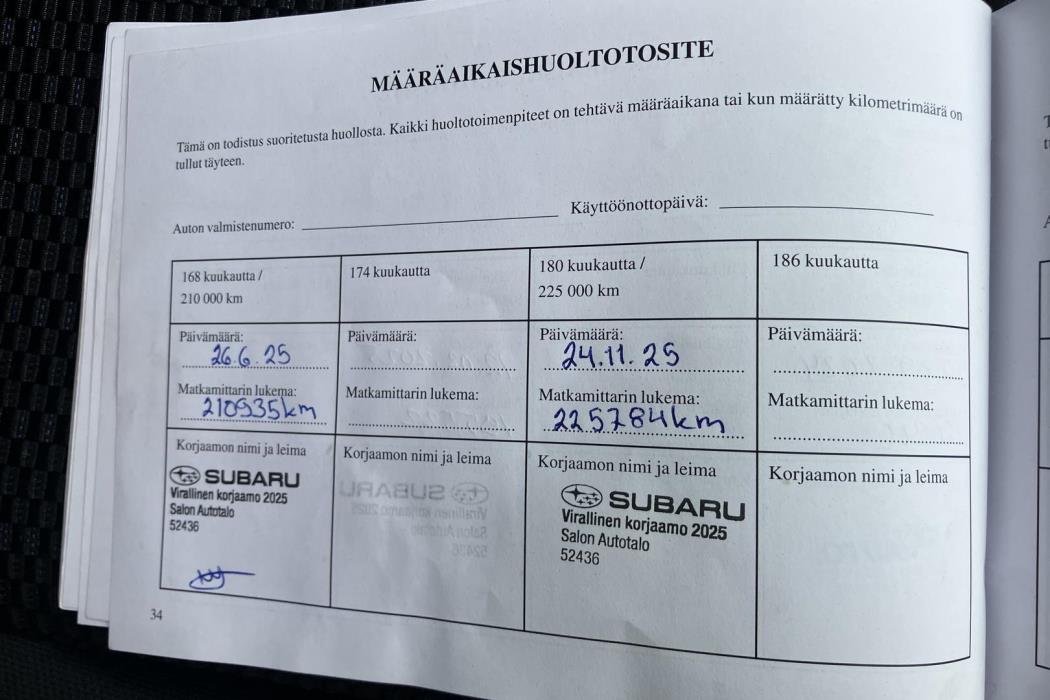 MÄÄRÄAIKAISHUOLTOTOSITE
Tämä on todistus suoritetusta huollosta. Kaikki huoltotoimenpiteet on tehtävä määräaikana tai kun määrätty kilometrimäärä on
tullut täyteen.
Auton valmistenumero:
Käyttöönottopäivä:
168 kuukautta /
210 000 km
Päivämäärä:
26.6.25
Matkamittarin lukema:
210935km
Korjaamon nimi ja leima
SUBARU
Virallinen korjaamo 2025
Salon Autotalo
52436
174 kuukautta
Päivämäärä:
Matkamittarin lukema:
Korjaamon nimi ja leima
180 kuukautta /
225 000 km
Päivämäärä:
24.11.25
Matkamittarin lukema:
225784km
Korjaamon nimi ja leima
SUBARU
Virallinen korjaamo 2025
Salon Autotalo
52436
186 kuukautta
Päivämäärä:
Matkamittarin lukema:
Korjaamon nimi ja leima
34